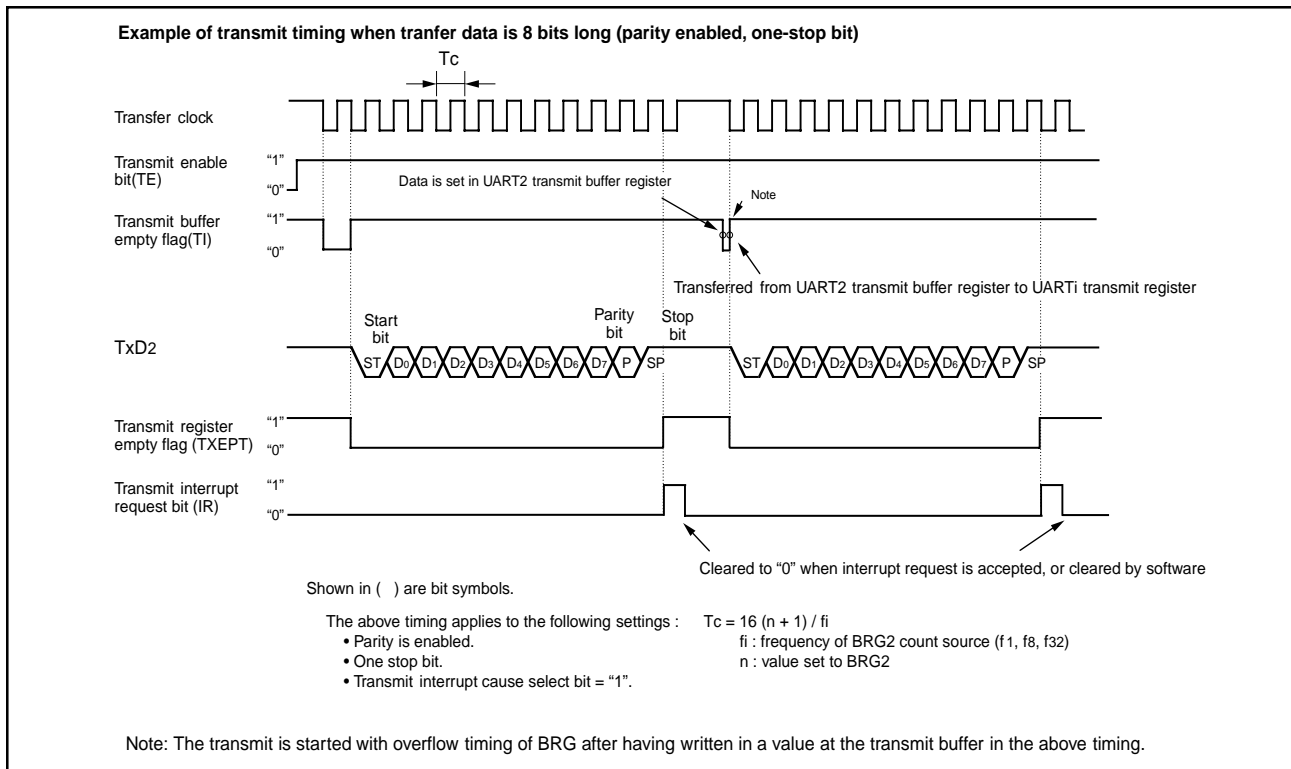 Example of transmit timing when tranfer data is 8 bits long (parity enabled, one-stop bit)
Tc
Transfer clock
Transmit enable
bit(TE)
“1”
“0”
Data is set in UART2 transmit buffer register
Note
Transmit buffer
empty flag(TI)
“1”
“0”
Transferred from UART2 transmit buffer register to UARTi transmit register
Start
bit
Parity
bit
Stop
bit
TxD2
ST D0 D1 D2 D3 D4 D5 D6 D7 P SP
ST D0 D1 D2 D3 D4 D5 D6 D7 P SP
Transmit register
empty flag (TXEPT)
“1”
“0”
Transmit interrupt
request bit (IR)
“1”
“0”
Cleared to “0” when interrupt request is accepted, or cleared by software
Shown in ( ) are bit symbols.
The above timing applies to the following settings :
• Parity is enabled.
• One stop bit.
• Transmit interrupt cause select bit = “1”.
Tc = 16 (n + 1) / fi
fi : frequency of BRG2 count source (f1, f8, f32)
n : value set to BRG2
Note: The transmit is started with overflow timing of BRG after having written in a value at the transmit buffer in the above timing.